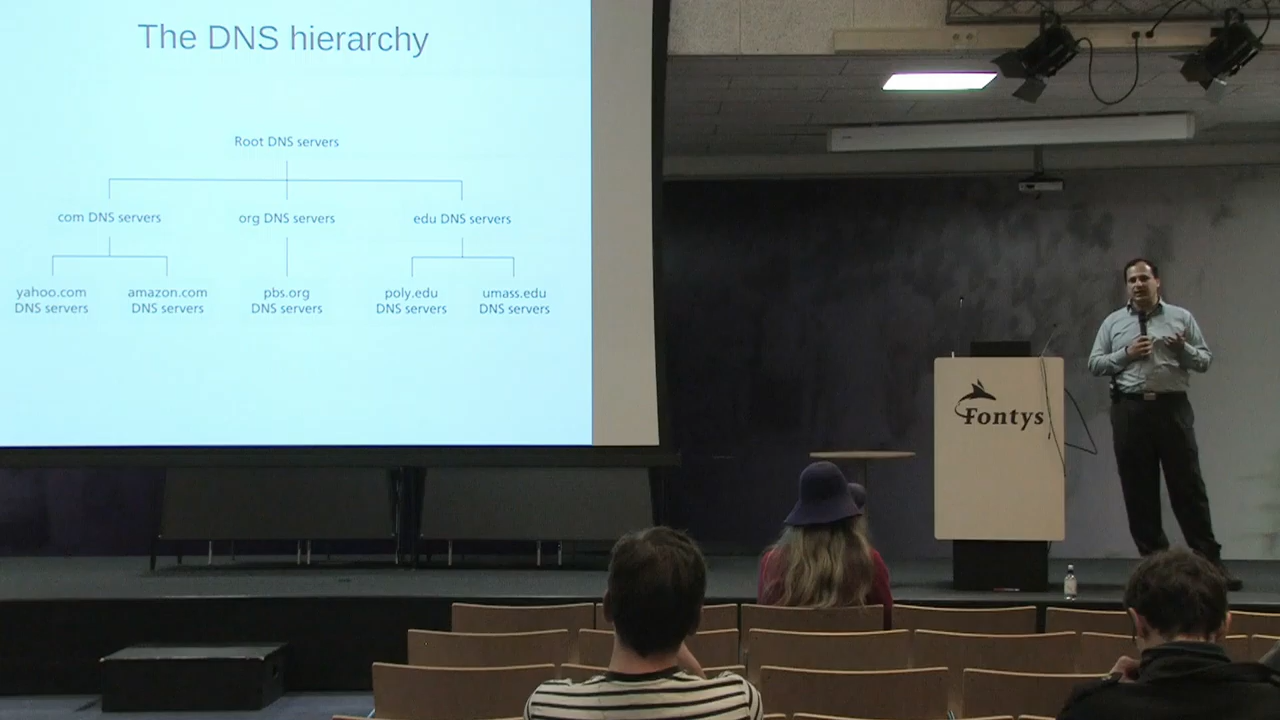 The DNS hierarchy
Root DNS servers
com DNS servers
org DNS servers
edu DNS servers
yahoo.com
DNS servers
amazon.com
DNS servers
pbs.org
DNS servers
poly.edu
DNS servers
umass.edu
DNS servers
Fontys